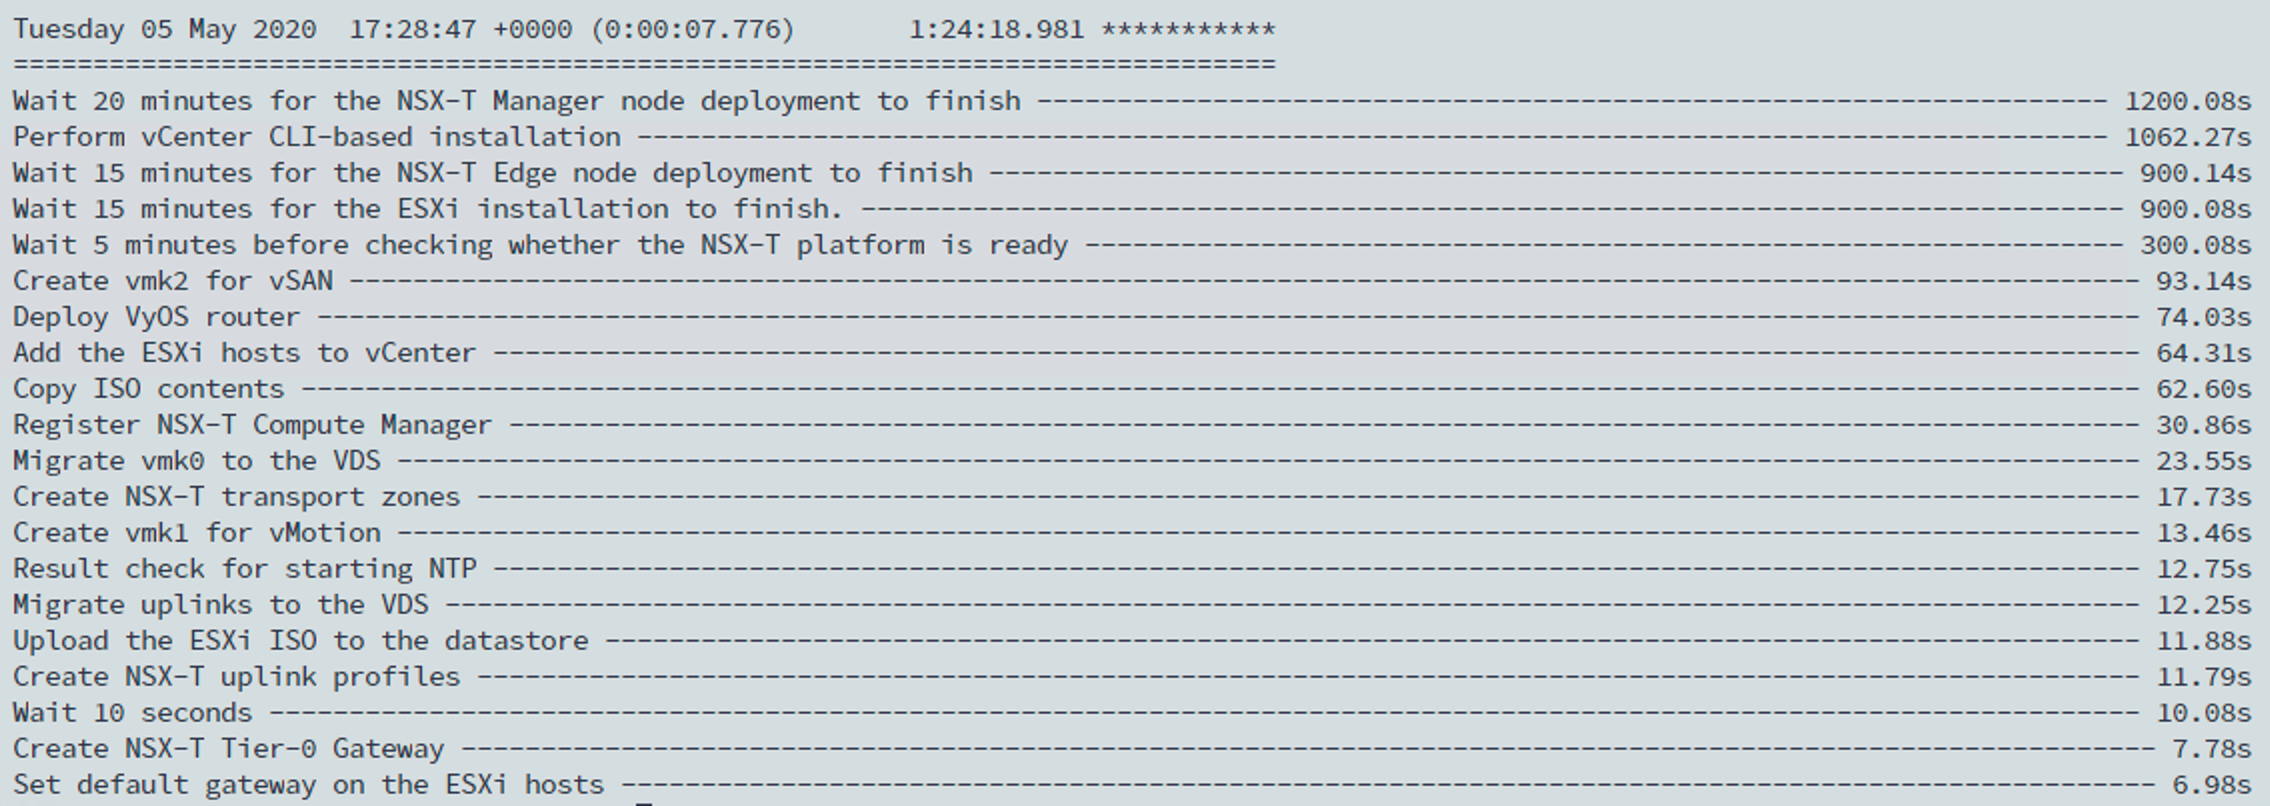 Tuesday 05 May 2020  17:28:47 +0000 (0:00:07.776)       1:24:18.981 ***********
===============================================================================
Wait 20 minutes for the NSX-T Manager node deployment to finish ------------------------------------------------------------------- 1200.08s
Perform vCenter CLI-based installation -------------------------------------------------------------------------------------------- 1062.27s
Wait 15 minutes for the NSX-T Edge node deployment to finish ----------------------------------------------------------------------- 900.14s
Wait 15 minutes for the ESXi installation to finish. ------------------------------------------------------------------------------- 900.08s
Wait 5 minutes before checking whether the NSX-T platform is ready ----------------------------------------------------------------- 300.08s
Create vmk2 for vSAN ---------------------------------------------------------------------------------------------------------------- 93.14s
Deploy VyOS router ------------------------------------------------------------------------------------------------------------------ 74.03s
Add the ESXi hosts to vCenter ------------------------------------------------------------------------------------------------------- 64.31s
Copy ISO contents ------------------------------------------------------------------------------------------------------------------- 62.60s
Register NSX-T Compute Manager ------------------------------------------------------------------------------------------------------ 30.86s
Migrate vmk0 to the VDS ------------------------------------------------------------------------------------------------------------- 23.55s
Create NSX-T transport zones -------------------------------------------------------------------------------------------------------- 17.73s
Create vmk1 for vMotion ------------------------------------------------------------------------------------------------------------- 13.46s
Result check for starting NTP ------------------------------------------------------------------------------------------------------- 12.75s
Migrate uplinks to the VDS ---------------------------------------------------------------------------------------------------------- 12.25s
Upload the ESXi ISO to the datastore ------------------------------------------------------------------------------------------------ 11.88s
Create NSX-T uplink profiles -------------------------------------------------------------------------------------------------------- 11.79s
Wait 10 seconds --------------------------------------------------------------------------------------------------------------------- 10.08s
Create NSX-T Tier-0 Gateway ---------------------------------------------------------------------------------------------------------- 7.78s
Set default gateway on the ESXi hosts ------------------------------------------------------------------------------------------------ 6.98s